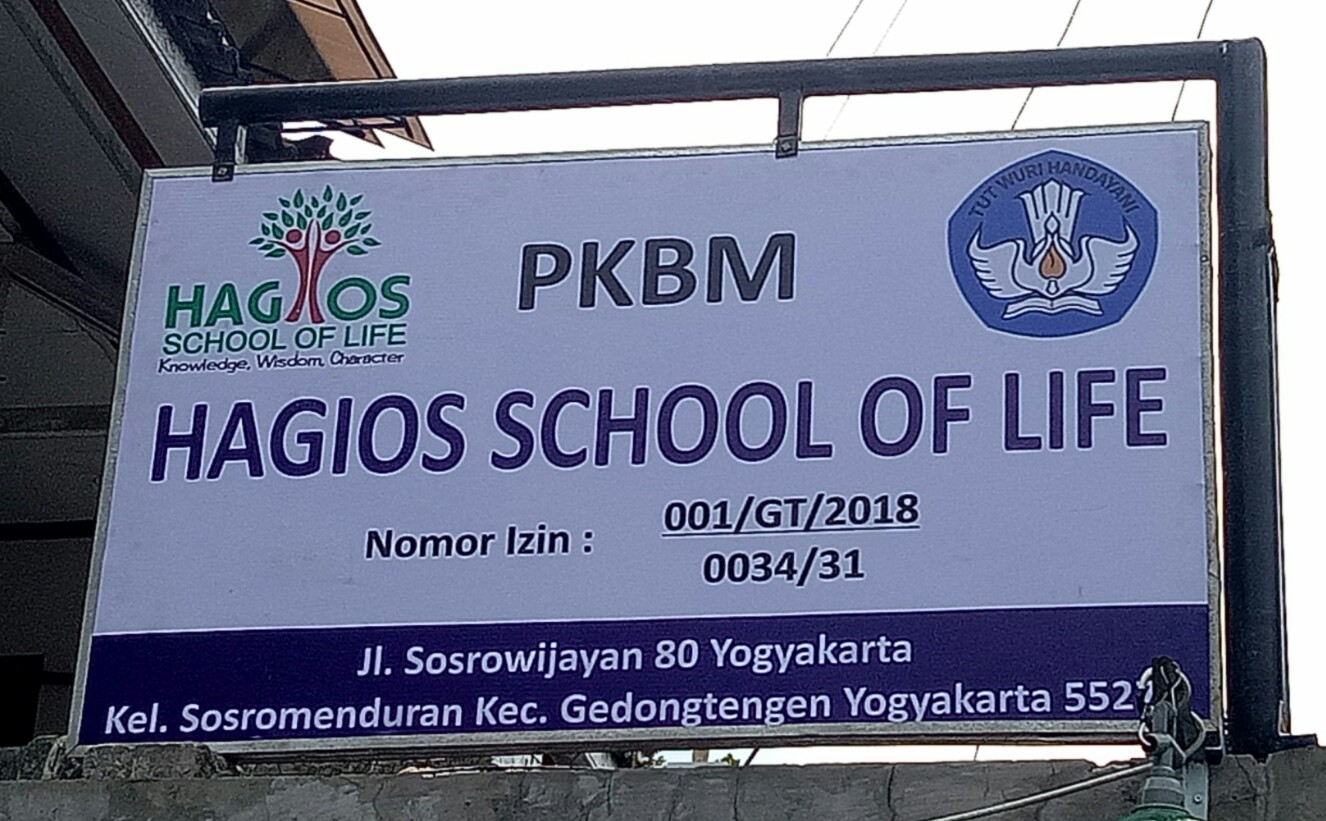 HAGIOS
SCHOOL OF LIFE
Knowledge, Wisdom, Character
PKBM
TUT WURI HANDAYANI
HAGIOS SCHOOL OF LIFE
Nomor Izin : 001/GT/2018
0034/31
Jl. Sosrowijayan 80 Yogyakarta
Kel. Sosromenduran Kec. Gedongtengen Yogyakarta